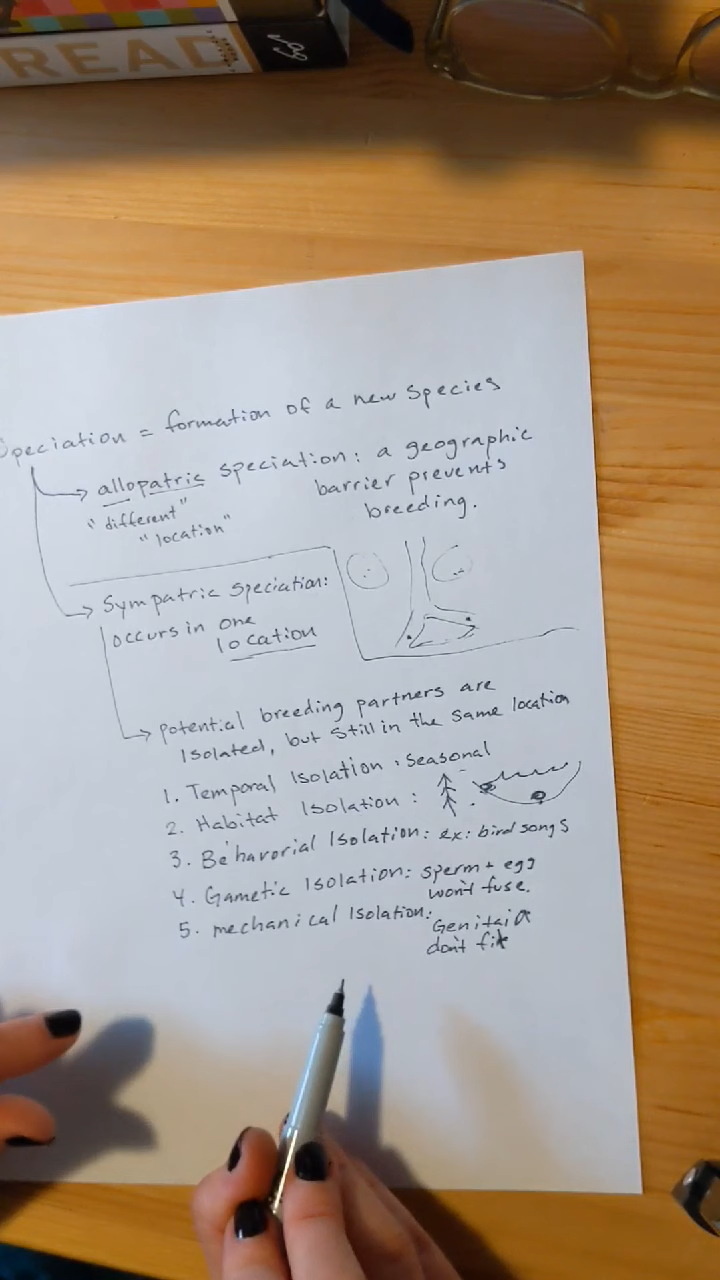 READ
Speciation = formation of a new species
allopatric speciation: a geographic
barrier prevents
breeding.
"different"
"location"
Sympatric speciation:
occurs in one
location
potential breeding partners are
Isolated, but still in the same location
1. Temporal Isolation: seasonal
2. Habitat Isolation:
3. Behavorial Isolation: ex: bird songs
4. Gametic Isolation: sperm + egg
won't fuse.
5. mechanical Isolation:
Genitaia
don't fit